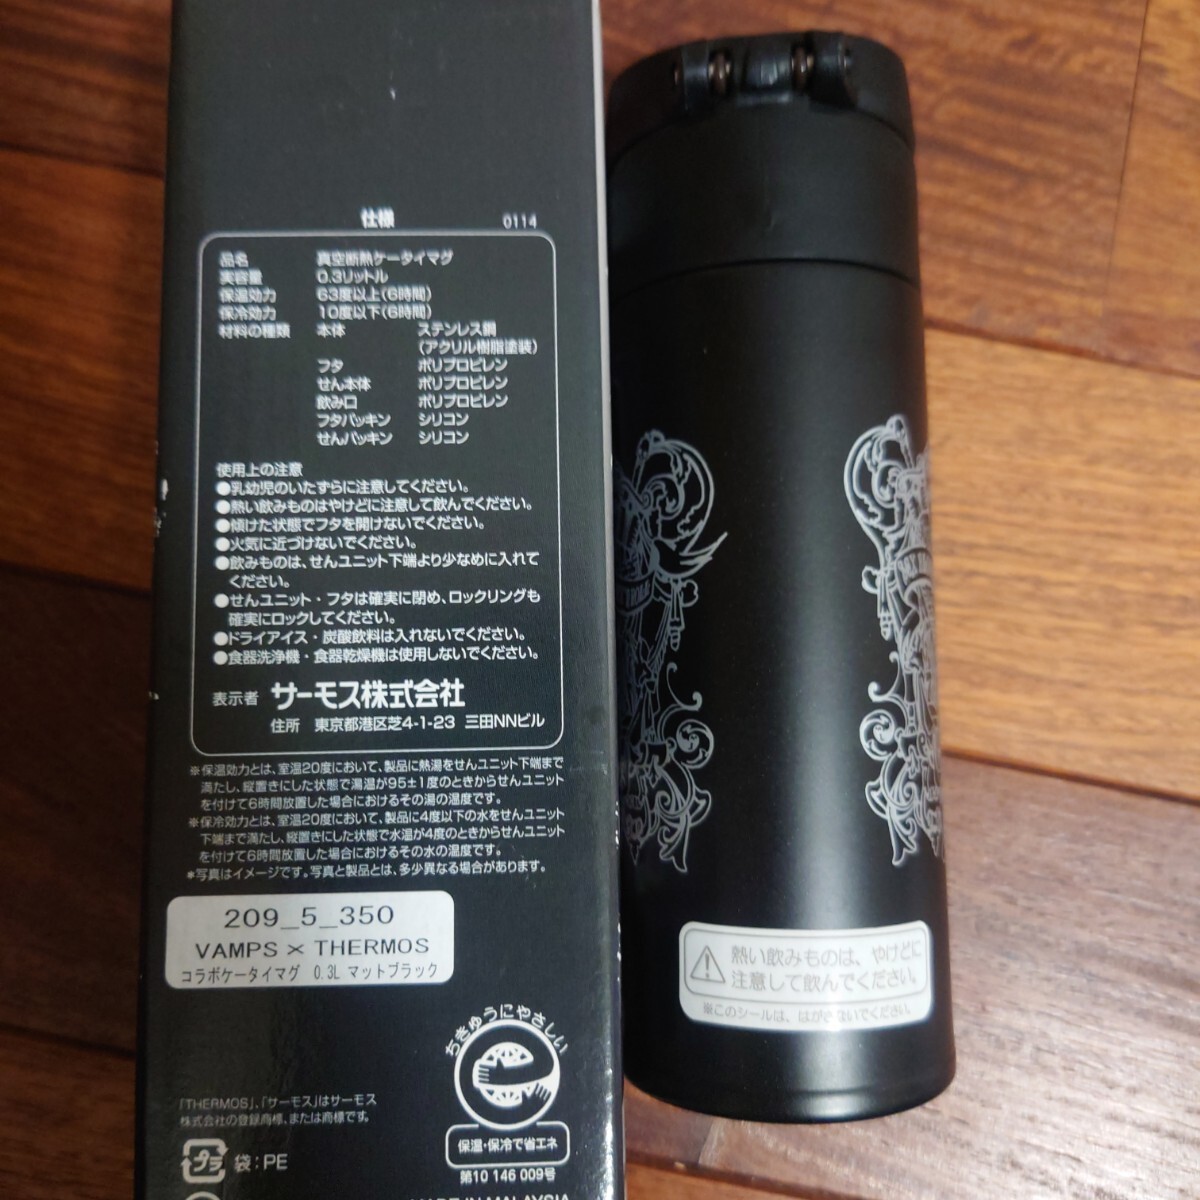 仕様 0114
品名 真空断熱ケータイマグ
実容量 0.3リットル
保温効力 63度以上(6時間)
保冷効力 10度以下(6時間)
材料の種類 本体 ステンレス鋼
(アクリル樹脂塗装)
フタ ポリプロピレン
せん本体 ポリプロピレン
飲み口 ポリプロピレン
フタパッキン シリコン
せんパッキン シリコン
使用上の注意
●乳幼児のいたずらに注意してください。
●熱い飲みものはやけどに注意して飲んでください。
●傾けた状態でフタを開けないでください。
●火気に近づけないでください。
●飲みものは、せんユニット下端より少なめに入れて
ください。
●せんユニット・フタは確実に閉め、ロックリングも
確実にロックしてください。
●ドライアイス・炭酸飲料は入れないでください。
●食器洗浄機・食器乾燥機は使用しないでください。
表示者 サーモス株式会社
住所 東京都港区芝4-1-23 三田NNビル
※保温効力とは、室温20度において、製品に熱湯をせんユニット下端まで
満たし、縦置きにした状態で湯温が95±1度のときからせんユニット
を付けて6時間放置した場合におけるその湯の温度です。
※保冷効力とは、室温20度において、製品に4度以下の水をせんユニット
下端まで満たし、縦置きにした状態で水温が4度のときからせんユニット
を付けて6時間放置した場合におけるその水の温度です。
*写真はイメージです。写真と製品とは、多少異なる場合があります。
209_5_350
VAMPS × THERMOS
コラボケータイマグ 0.3L マットブラック
ちきゅうにやさしい
保温・保冷で省エネ
第10 146 009号
「THERMOS」、「サーモス」はサーモス
株式会社の登録商標、または商標です。
プラ 袋:PE
MADE IN MALAYSIA
熱い飲みものは、やけどに
注意して飲んでください。
※このシールは、はがさないでください。